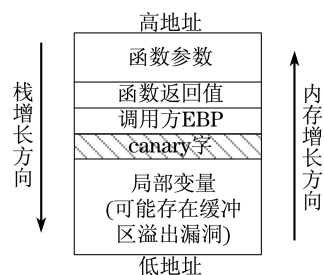 高地址
函数参数
函数返回值
调用方EBP
canary字
局部变量
(可能存在缓冲
区溢出漏洞)
低地址
栈增长方向
内存增长方向